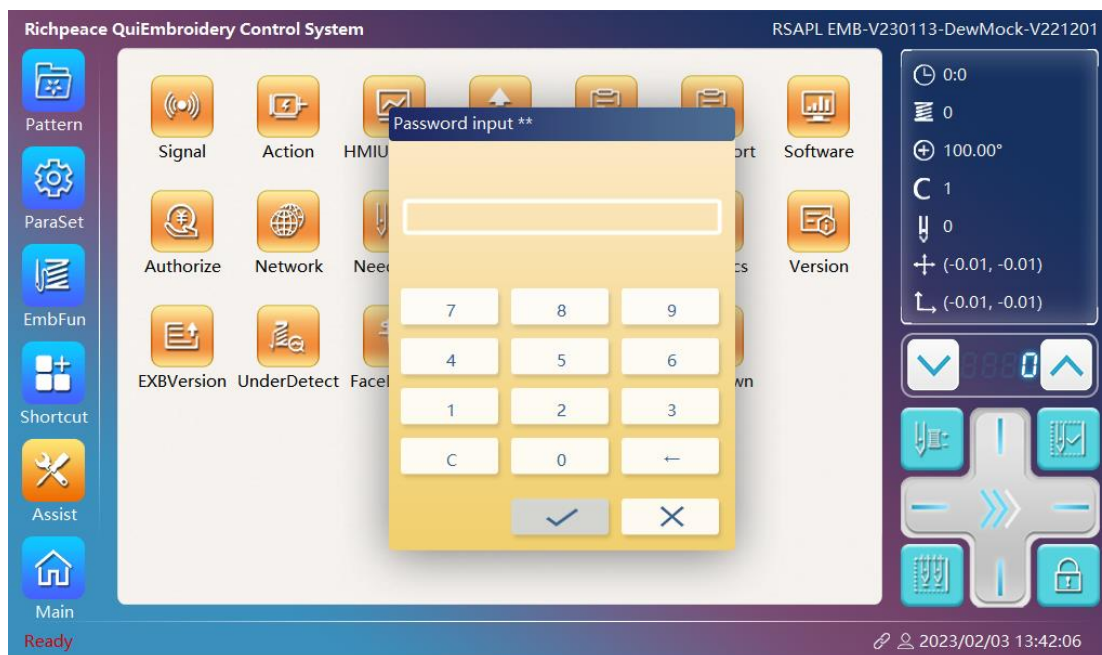 Richpeace QuiEmbroidery Control System
RSAPL EMB-V230113-DewMock-V221201
Pattern
ParaSet
EmbFun
Shortcut
Assist
Main
Signal
Action
HMIU
ort
Software
Authorize
Network
Nee
cs
Version
EXBVersion
UnderDetect
Face
wn
Password input **
7 8 9
4 5 6
1 2 3
C 0 ←
0:0
0
100.00°
C 1
0
(-0.01, -0.01)
(-0.01, -0.01)
0
Ready
2023/02/03 13:42:06